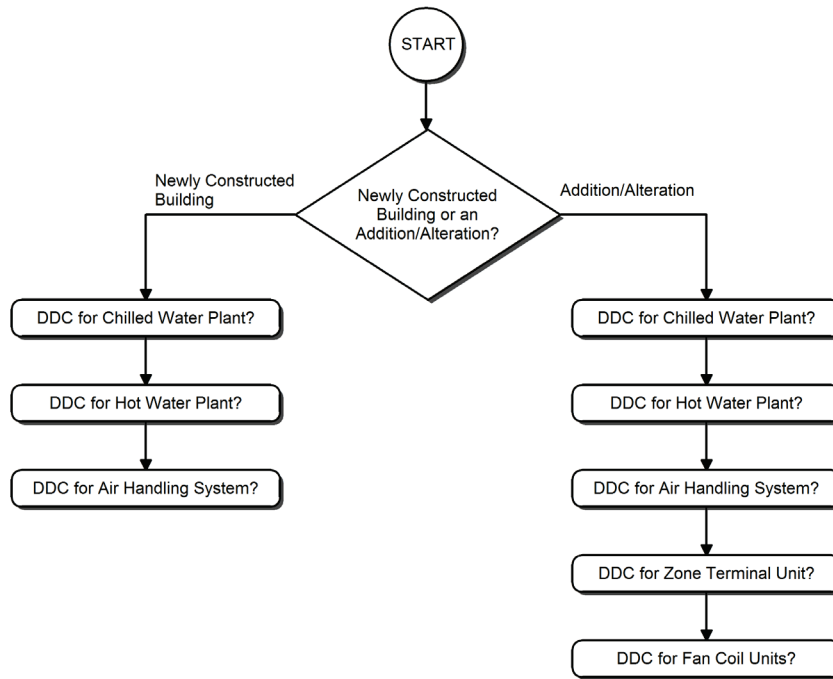 START
Newly Constructed
Building
Newly Constructed
Building or an
Addition/Alteration?
Addition/Alteration
DDC for Chilled Water Plant?
DDC for Hot Water Plant?
DDC for Air Handling System?
DDC for Chilled Water Plant?
DDC for Hot Water Plant?
DDC for Air Handling System?
DDC for Zone Terminal Unit?
DDC for Fan Coil Units?